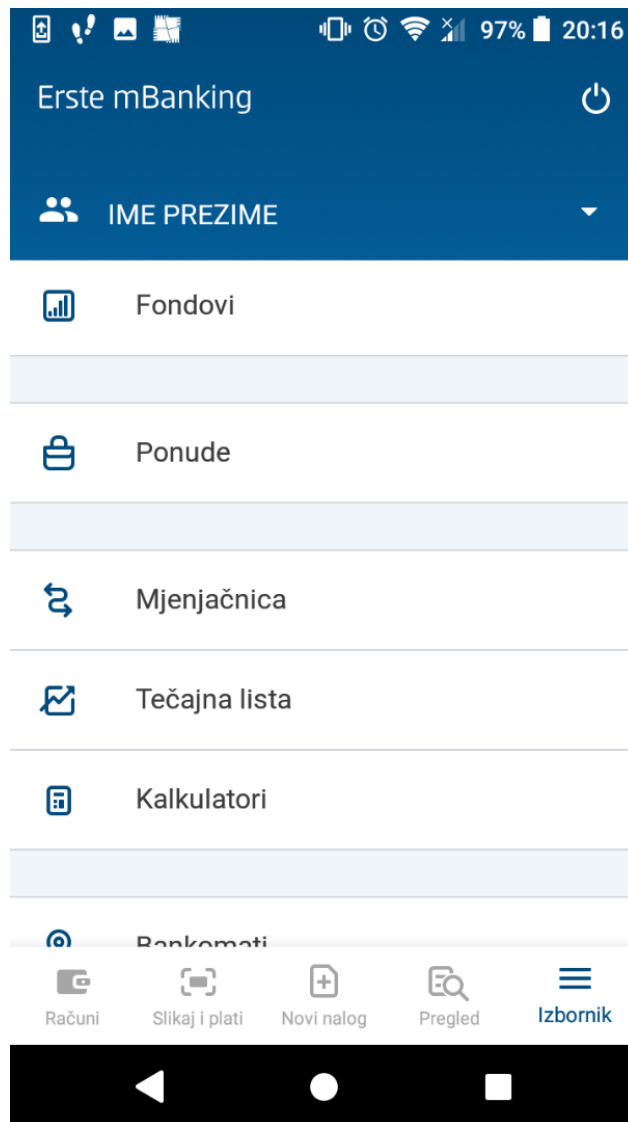 97% 20:16
Erste mBanking
IME PREZIME
Fondovi
Ponude
Mjenjačnica
Tečajna lista
Kalkulatori
Bankomati
Računi
Slikaj i plati
Novi nalog
Pregled
Izbornik